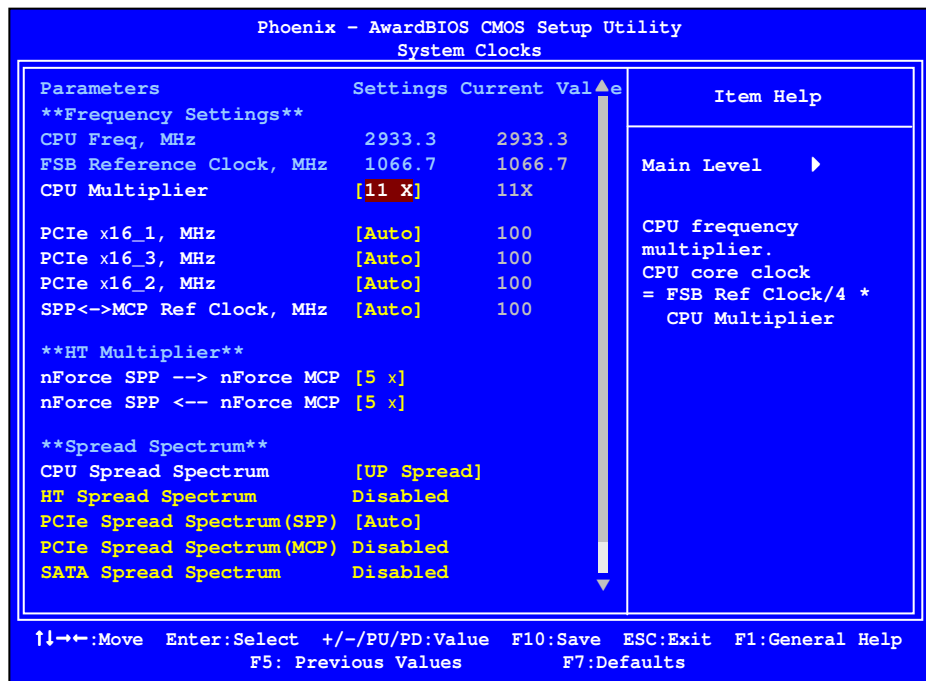 Phoenix - AwardBIOS CMOS Setup Utility
System Clocks
Parameters Settings Current Val e
**Frequency Settings**
CPU Freq, MHz 2933.3 2933.3
FSB Reference Clock, MHz 1066.7 1066.7
CPU Multiplier [11 X] 11X
PCIe x16_1, MHz [Auto] 100
PCIe x16_3, MHz [Auto] 100
PCIe x16_2, MHz [Auto] 100
SPP<->MCP Ref Clock, MHz [Auto] 100
**HT Multiplier**
nForce SPP --> nForce MCP [5 x]
nForce SPP <-- nForce MCP [5 x]
**Spread Spectrum**
CPU Spread Spectrum [UP Spread]
HT Spread Spectrum Disabled
PCIe Spread Spectrum(SPP) [Auto]
PCIe Spread Spectrum(MCP) Disabled
SATA Spread Spectrum Disabled
Item Help
Main Level ▶
CPU frequency
multiplier.
CPU core clock
= FSB Ref Clock/4 *
CPU Multiplier
↑↓→←:Move Enter:Select +/-/PU/PD:Value F10:Save ESC:Exit F1:General Help
F5: Previous Values F7:Defaults